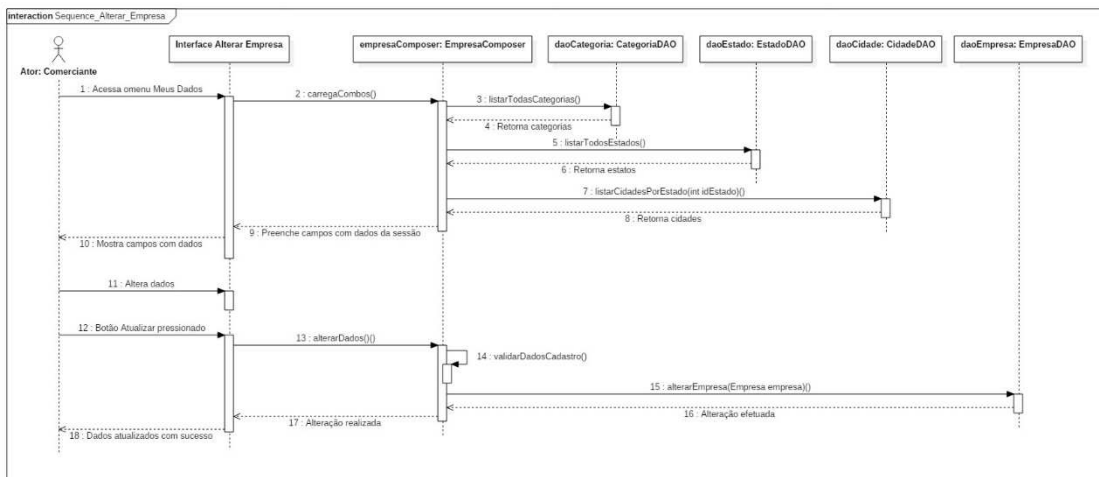 interaction Sequence_Alterar_Empresa
Interface Alterar Empresa
empresaComposer: EmpresaComposer
daoCategoria: CategoriaDAO
daoEstado: EstadoDAO
daoCidade: CidadeDAO
daoEmpresa: EmpresaDAO
Ator: Comerciante
1 : Acessa omenu Meus Dados
2 : carregaCombos()
3 : listarTodasCategorias()
4 : Retorna categorias
5 : listarTodosEstados()
6 : Retorna estatos
7 : listarCidadesPorEstado(int idEstado)()
8 : Retorna cidades
9 : Preenche campos com dados da sessão
10 : Mostra campos com dados
11 : Altera dados
12 : Botão Atualizar pressionado
13 : alterarDados()()
14 : validarDadosCadastro()
15 : alterarEmpresa(Empresa empresa)()
16 : Alteração efetuada
17 : Alteração realizada
18 : Dados atualizados com sucesso